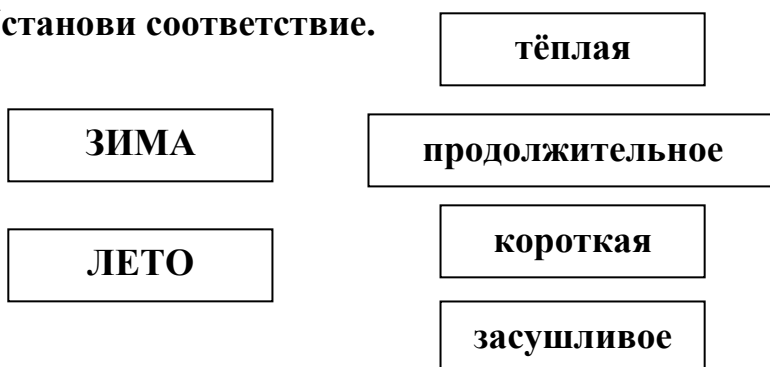 станови соответствие.
тёплая
ЗИМА
продолжительное
ЛЕТО
короткая
засушливое